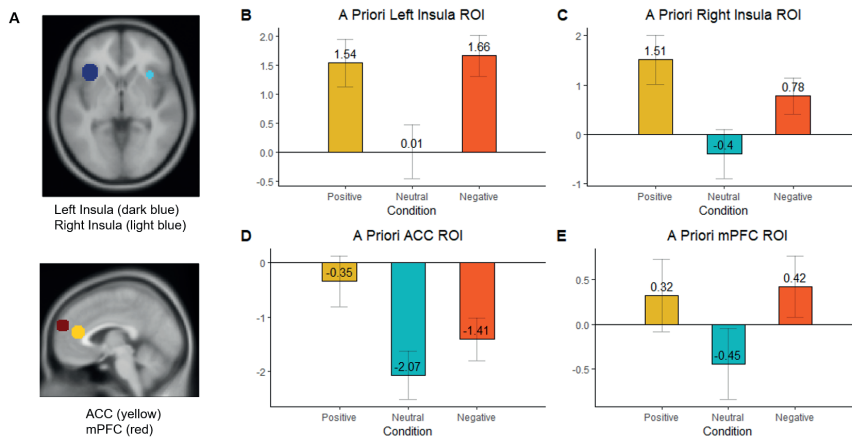 A
Left Insula (dark blue)
Right Insula (light blue)
ACC (yellow)
mPFC (red)
B
A Priori Left Insula ROI
2.0
1.5
1.0
0.5
0.0
-0.5
1.54
0.01
1.66
Positive
Neutral
Negative
Condition
C
A Priori Right Insula ROI
2
1
0
-1
1.51
-0.4
0.78
Positive
Neutral
Negative
Condition
D
A Priori ACC ROI
0
-1
-2
-0.35
-2.07
-1.41
Positive
Neutral
Negative
Condition
E
A Priori mPFC ROI
0.5
0.0
-0.5
0.32
-0.45
0.42
Positive
Neutral
Negative
Condition